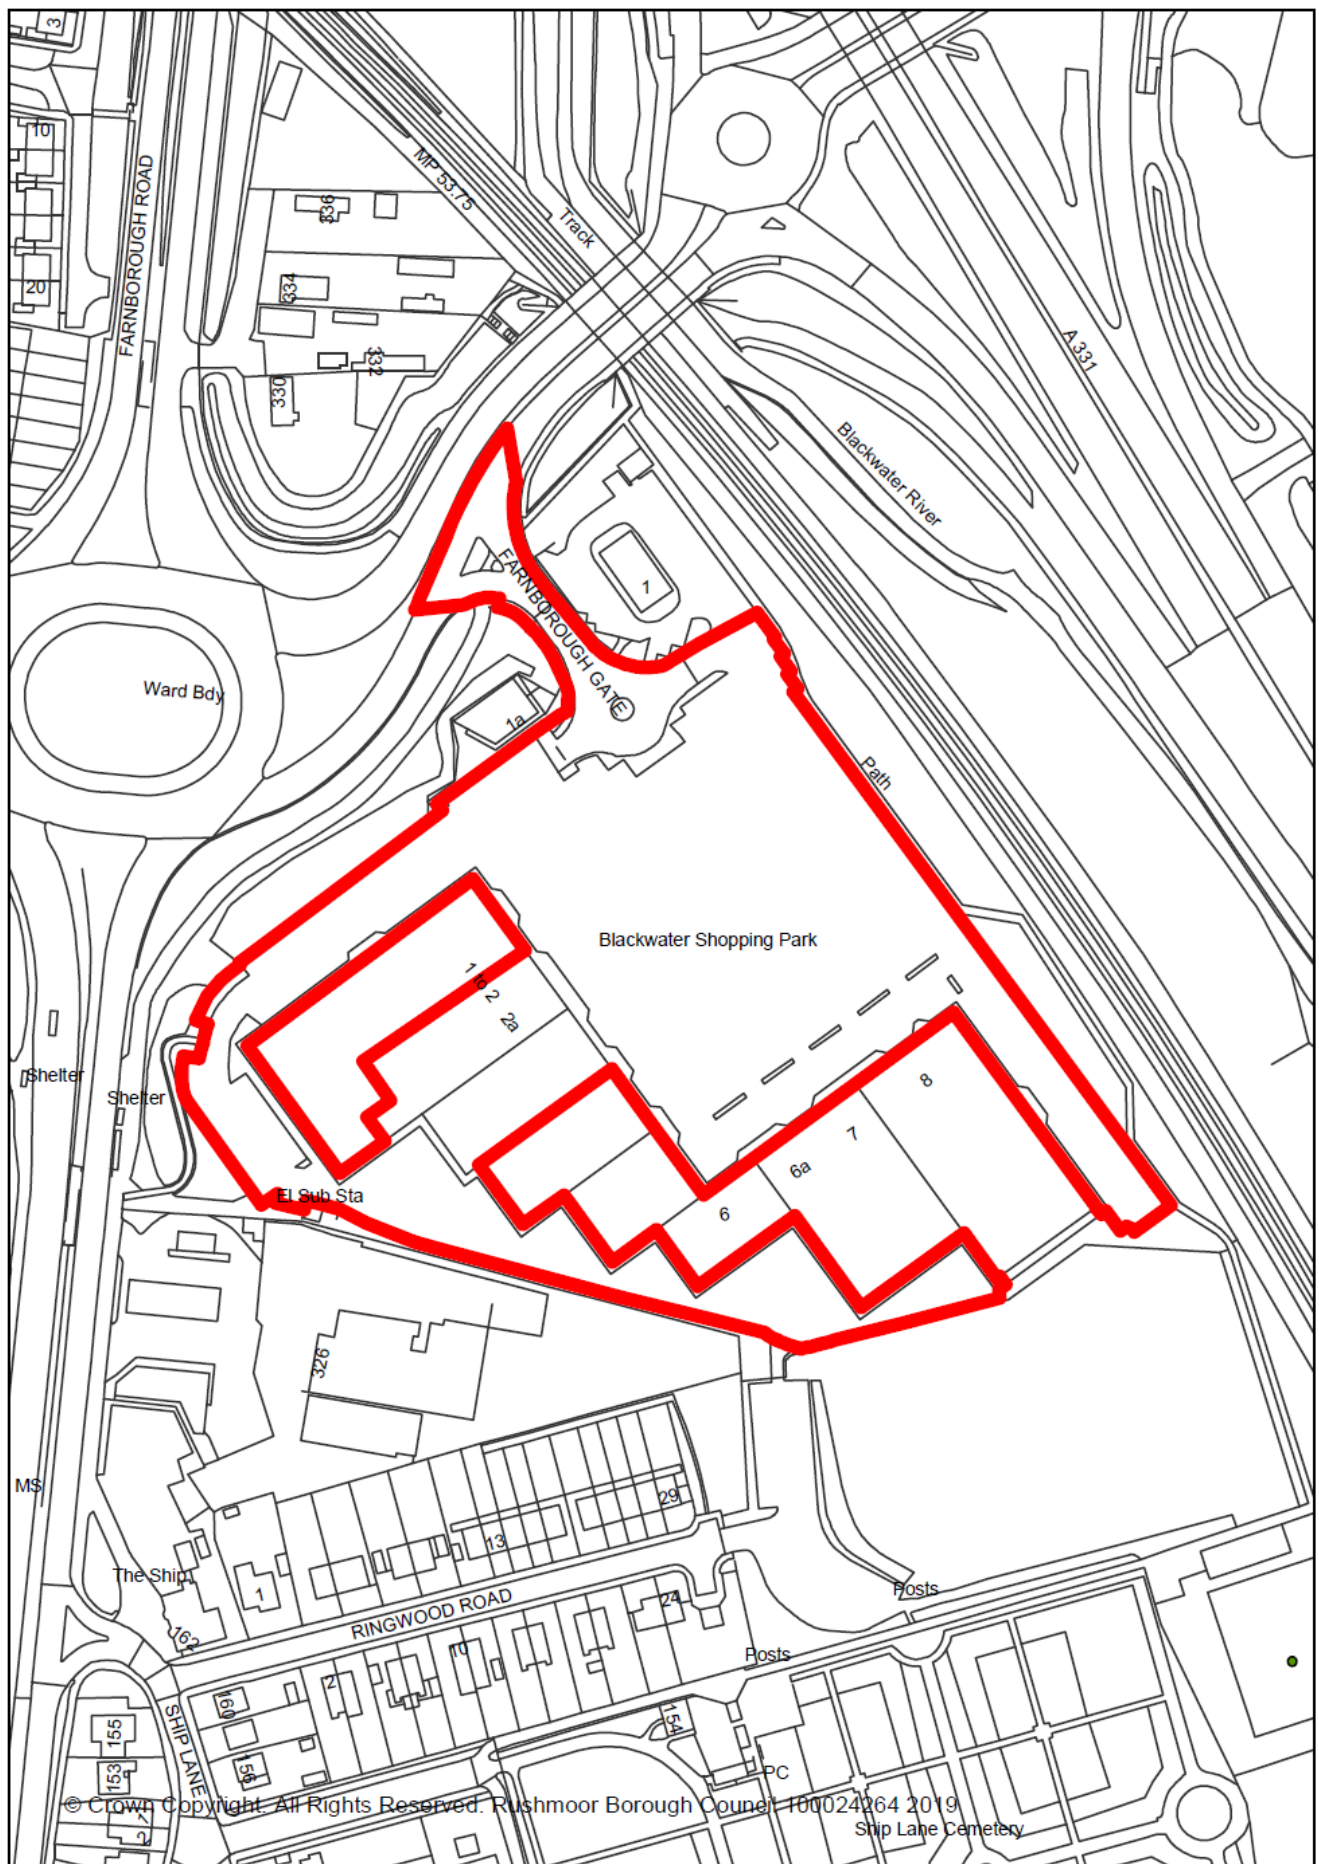 3
10
FARNBOROUGH ROAD
20
336
334
332
330
MP 53.75
Track
A 331
Blackwater River
FARNBOROUGH GATE
1
Ward Bdy
1a
Path
Blackwater Shopping Park
1 to 2
2a
8
7
6a
6
Shelter
Shelter
El Sub Sta
326
MS
29
13
The Ship
1
RINGWOOD ROAD
24
Posts
162
10
Posts
2
160
154
SHIP LANE
155
156
153
PC
© Crown Copyright. All Rights Reserved. Rushmoor Borough Council 100024264 2019
Ship Lane Cemetery